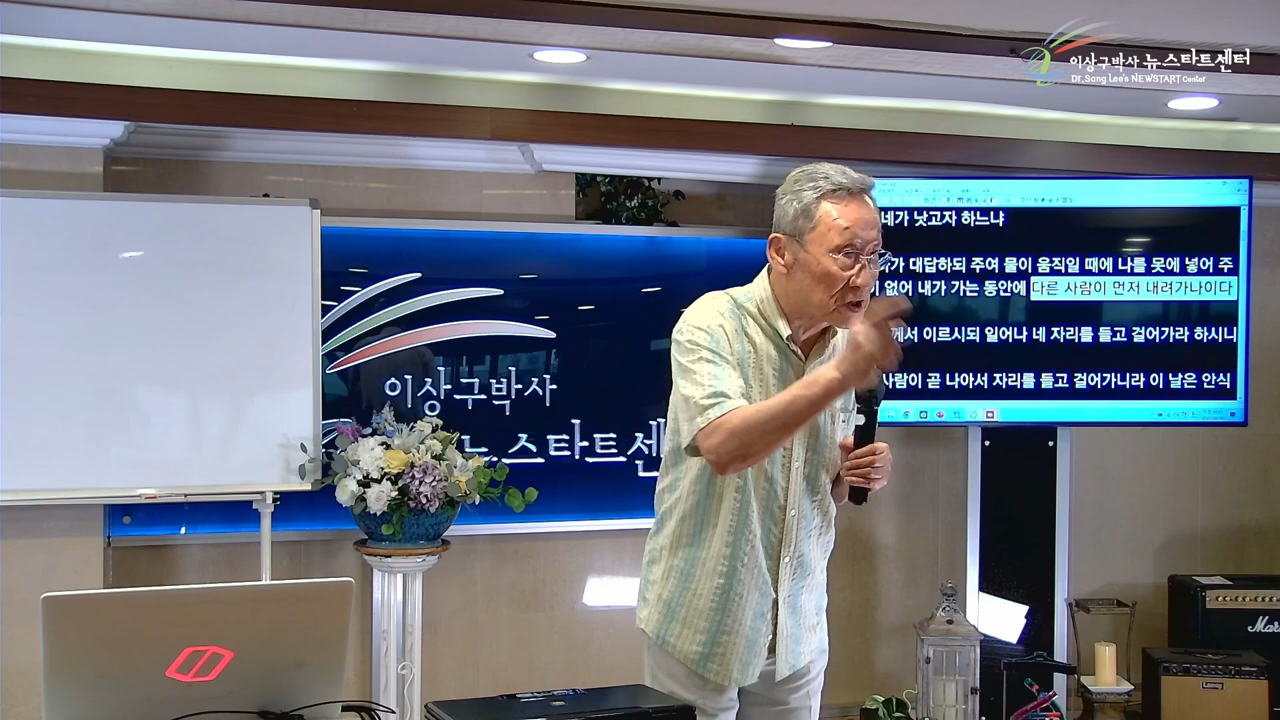 이상구박사 뉴스타트센터
Dr. Sang Lee's NEWSTART Center
네가 낫고자 하느냐
가 대답하되 주여 물이 움직일 때에 나를 못에 넣어 주
이 없어 내가 가는 동안에 다른 사람이 먼저 내려가나이다
께서 이르시되 일어나 네 자리를 들고 걸어가라 하시니
사람이 곧 나아서 자리를 들고 걸어가니라 이 날은 안식
이상구박사
뉴스타트센
Mar
Laney